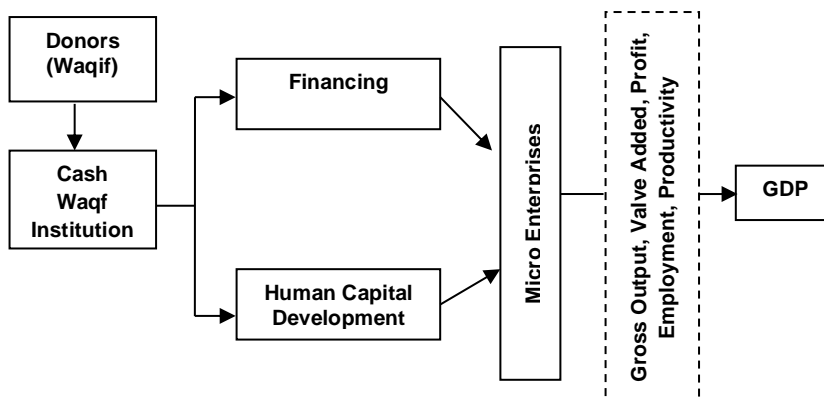 Donors
(Waqif)
Cash
Waqf
Institution
Financing
Human Capital
Development
Micro Enterprises
Gross Output, Valve Added, Profit,
Employment, Productivity
GDP